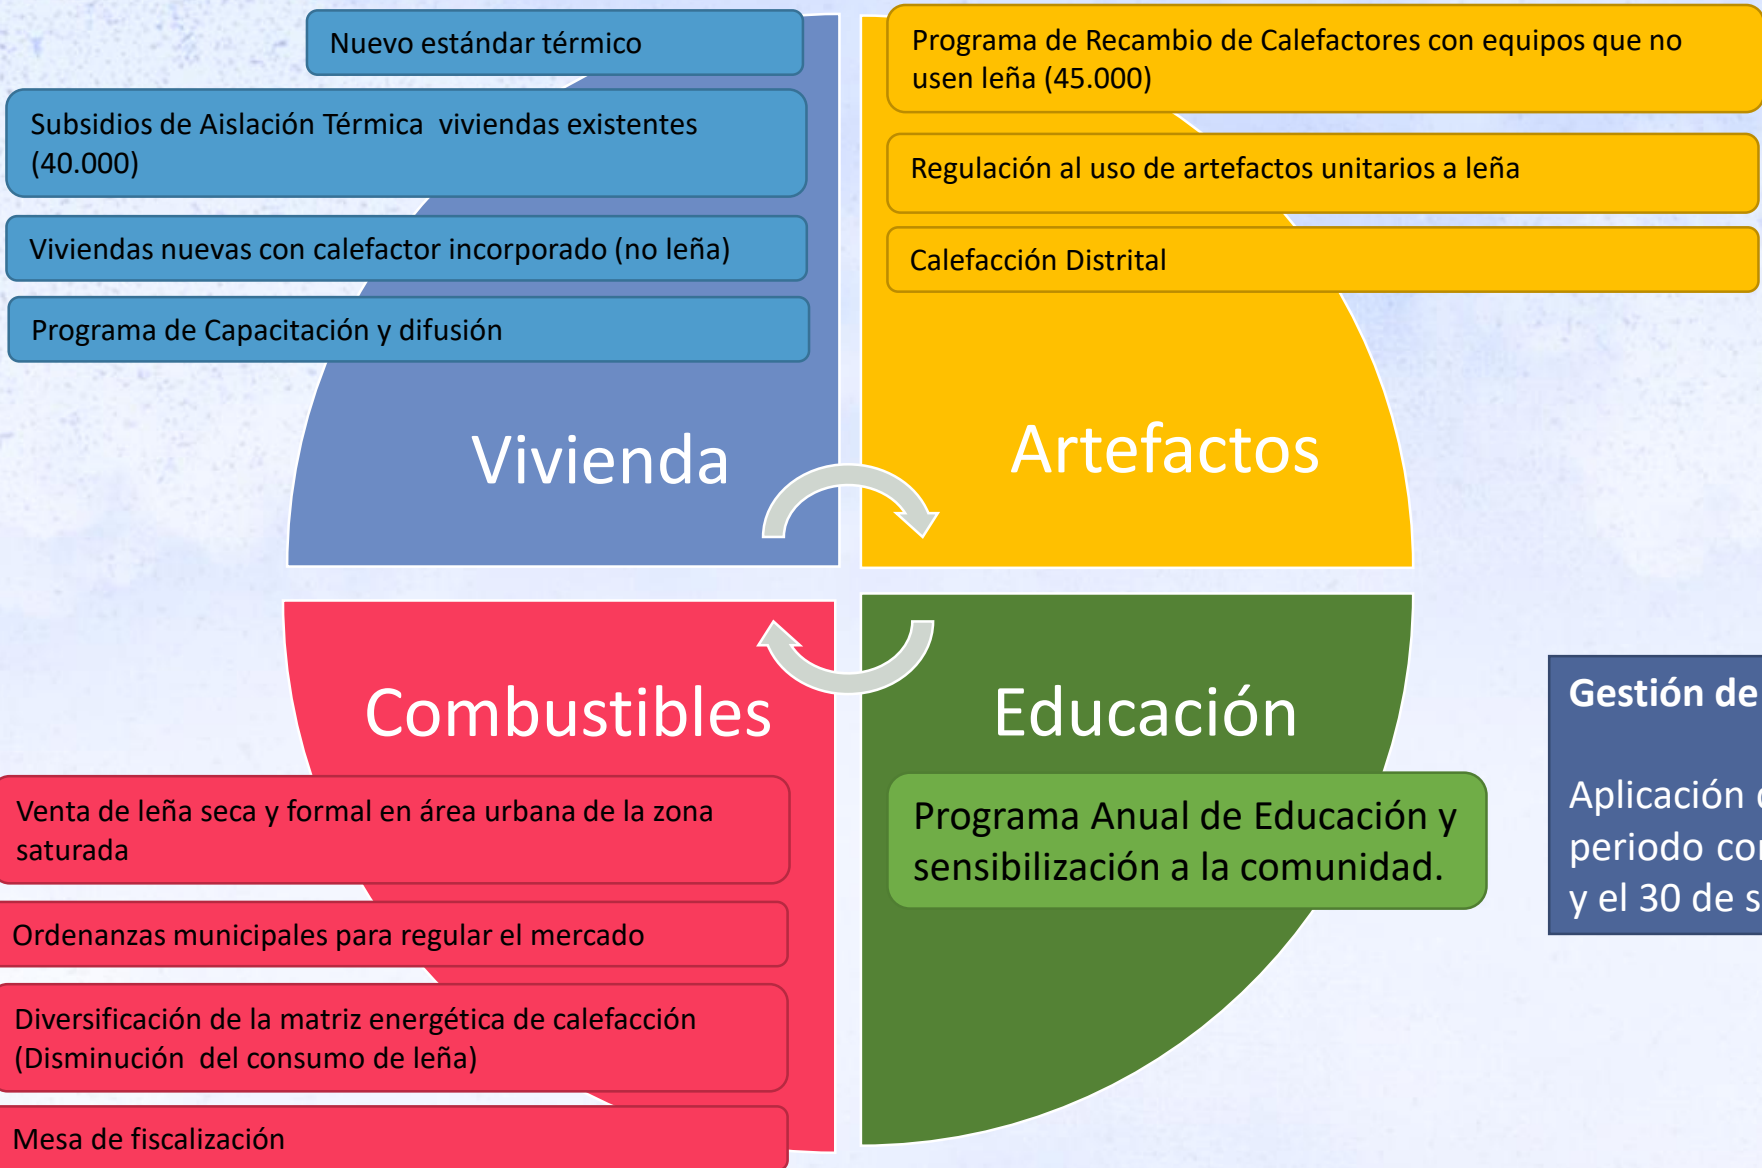 Nuevo estándar térmico
Subsidios de Aislación Térmica  viviendas existentes
(40.000)
Viviendas nuevas con calefactor incorporado (no leña)
Programa de Capacitación y difusión
Vivienda
Programa de Recambio de Calefactores con equipos que no
usen leña (45.000)
Regulación al uso de artefactos unitarios a leña
Calefacción Distrital
Artefactos
Combustibles
Venta de leña seca y formal en área urbana de la zona
saturada
Ordenanzas municipales para regular el mercado
Diversificación de la matriz energética de calefacción
(Disminución  del consumo de leña)
Mesa de fiscalización
Educación
Programa Anual de Educación y
sensibilización a la comunidad.
Gestión de
Aplicación
periodo
y el 30 de